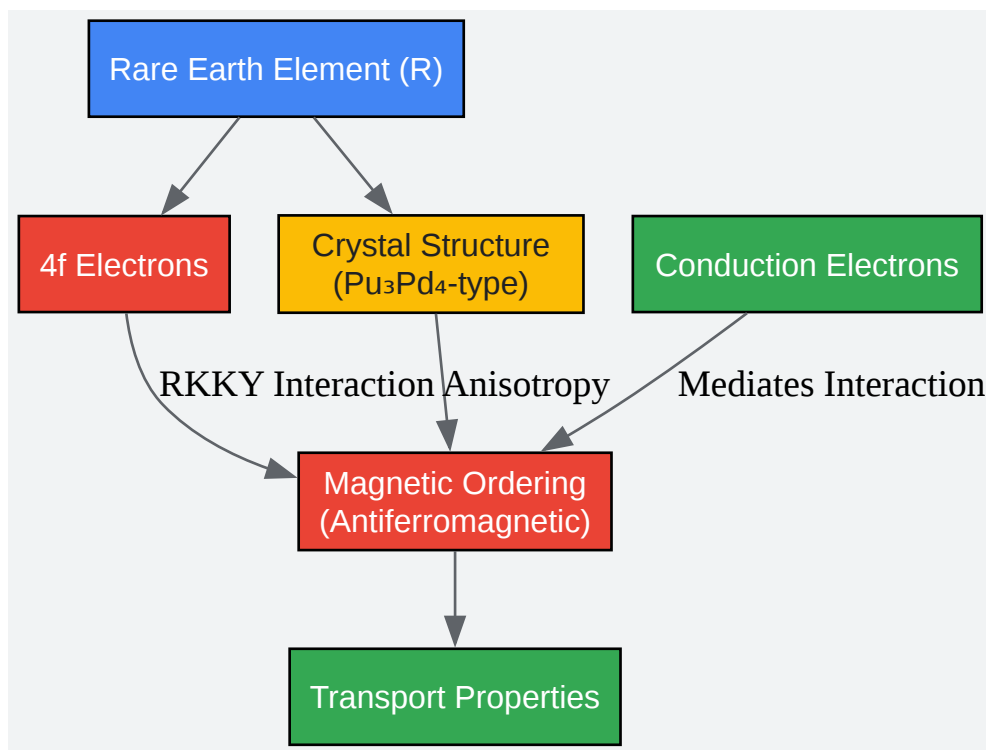 Rare Earth Element (R)
4f Electrons
Crystal Structure
(Pu₃Pd₄-type)
Conduction Electrons
RKKY Interaction
Anisotropy
Mediates Interaction
Magnetic Ordering
(Antiferromagnetic)
Transport Properties